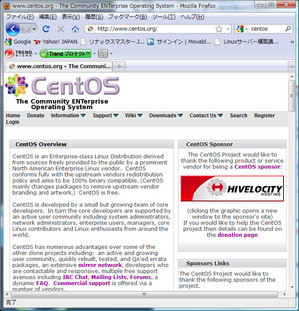 www.centos.org - The Community ENTerprise Operating System - Mozilla Firefox
ファイル(F) 編集(E) 表示(V) 履歴(S) ブックマーク(B) ツール(T) ヘルプ(H)
http://www.centos.org/
centos
Google Yahoo! JAPAN リナックスマスター.J... サインイン Movabl... Linuxサーバー構築講...
TREND Trendプロテクト
www.centos.org - The Communi...
CentOS
The Community ENTerprise
Operating System
Home Donate Information Support Wiki Downloads Contact Us Search Register
Login
CentOS Overview
CentOS is an Enterprise-class Linux Distribution derived
from sources freely provided to the public by a prominent
North American Enterprise Linux vendor. CentOS
conforms fully with the upstream vendors redistribution
policy and aims to be 100% binary compatible. (CentOS
mainly changes packages to remove upstream vendor
branding and artwork.) CentOS is free.
CentOS is developed by a small but growing team of core
developers. In turn the core developers are supported by
an active user community including system administrators,
network administrators, enterprise users, managers, core
Linux contributors and Linux enthusiasts from around the
world.
CentOS has numerous advantages over some of the
other clone projects including: an active and growing
user community, quickly rebuilt, tested, and QA'ed errata
packages, an extensive mirror network, developers who
are contactable and responsive, multiple free support
avenues including IRC Chat, Mailing Lists, Forums, a
dynamic FAQ. Commercial support is offered via a
number of vendors.
CentOS Sponsor
The CentOS Project would like to
thank the following product or service
vendor for being a CentOS sponsor:
HIVELOCITY
HOSTING
(clicking the graphic opens a new
window to the sponsor's site)
If you would like to help the CentOS
project then details can be found on
the donation page
Sponsors Links
The CentOS Project would like to
thank the following sponsors of the
project.
完了